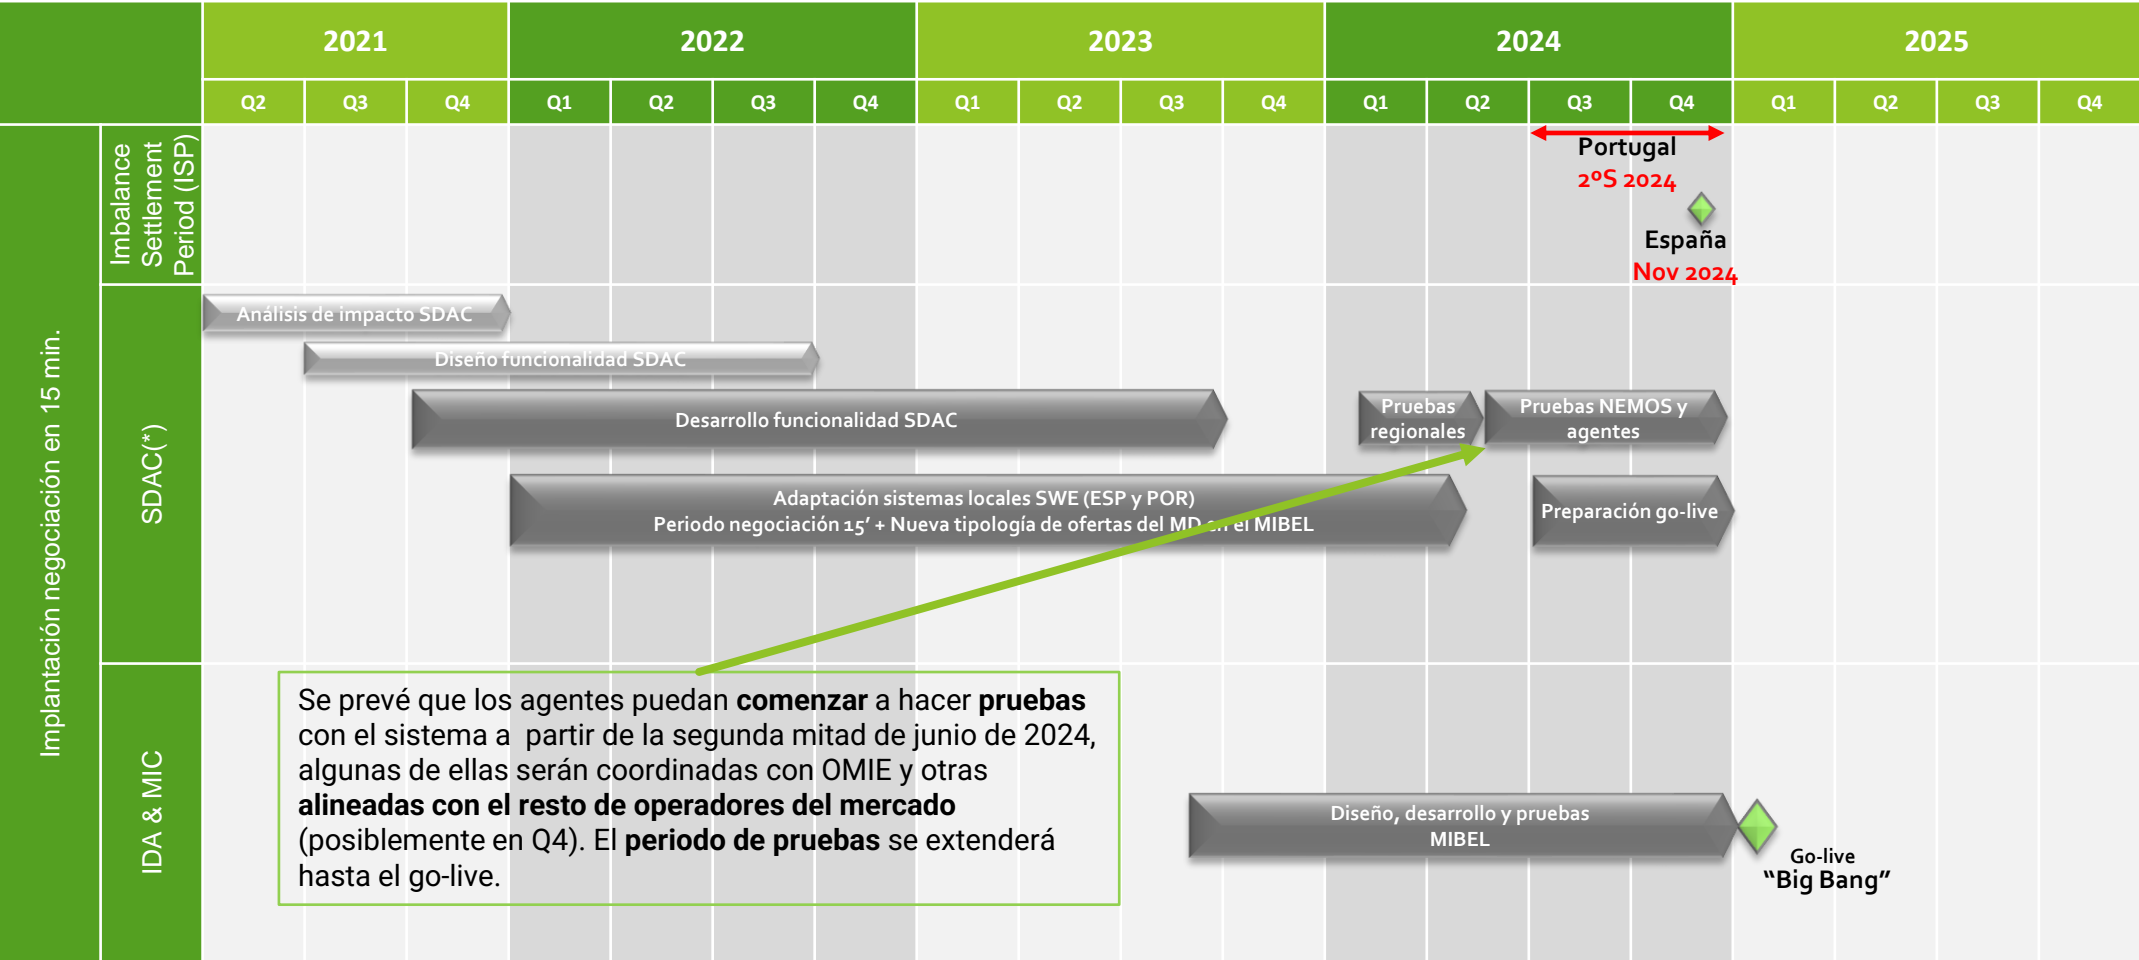 2021
2022
2023
2024
2025
Q2
Q3
Q4
Q1
Q2
Q3
Q4
Q1
Q2
Q3
Q4
Q1
Q2
Q3
Q4
Q1
Q2
Q3
Q4
Implantación negociación en 15 min.
Imbalance
Settlement
Period (ISP)
Portugal
2ºS 2024
España
Nov 2024
SDAC(*)
Análisis de impacto SDAC
Diseño funcionalidad SDAC
Desarrollo funcionalidad SDAC
Pruebas
regionales
Pruebas NEMOS y
agentes
Adaptación sistemas locales SWE (ESP y POR)
Periodo negociación 15’ + Nueva tipología de ofertas del MD en el MIBEL
Preparación go-live
IDA & MIC
Se prevé que los agentes puedan comenzar a hacer pruebas
con el sistema a partir de la segunda mitad de junio de 2024,
algunas de ellas serán coordinadas con OMIE y otras
alineadas con el resto de operadores del mercado
(posiblemente en Q4). El periodo de pruebas se extenderá
hasta el go-live.
Diseño, desarrollo y pruebas
MIBEL
Go-live
“Big Bang”